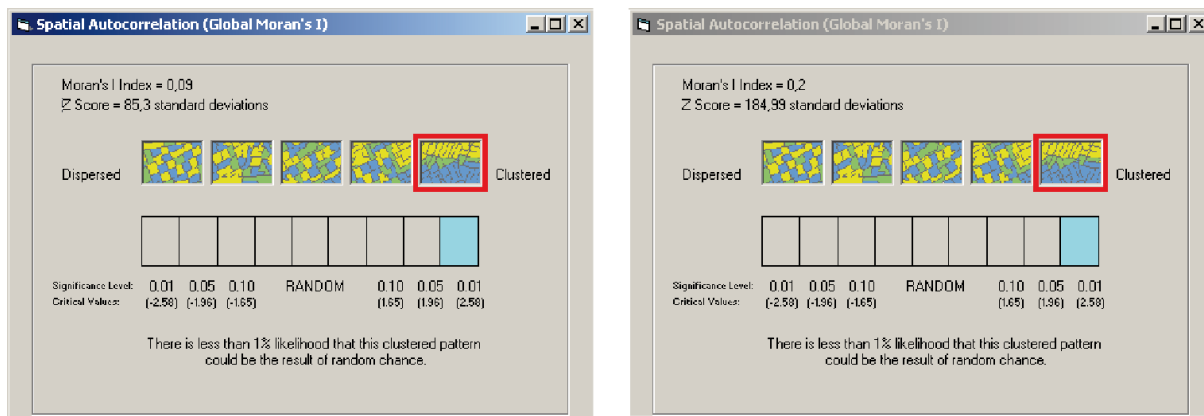 Spatial Autocorrelation (Global Moran's I)
Moran's I Index = 0,09
Z Score = 85,3 standard deviations
Dispersed
Clustered
Significance Level: 0.01 0.05 0.10 RANDOM 0.10 0.05 0.01
Critical Values: (-2.58) (-1.96) (-1.65) (1.65) (1.96) (2.58)
There is less than 1% likelihood that this clustered pattern
could be the result of random chance.
Spatial Autocorrelation (Global Moran's I)
Moran's I Index = 0,2
Z Score = 184,99 standard deviations
Dispersed
Clustered
Significance Level: 0.01 0.05 0.10 RANDOM 0.10 0.05 0.01
Critical Values: (-2.58) (-1.96) (-1.65) (1.65) (1.96) (2.58)
There is less than 1% likelihood that this clustered pattern
could be the result of random chance.